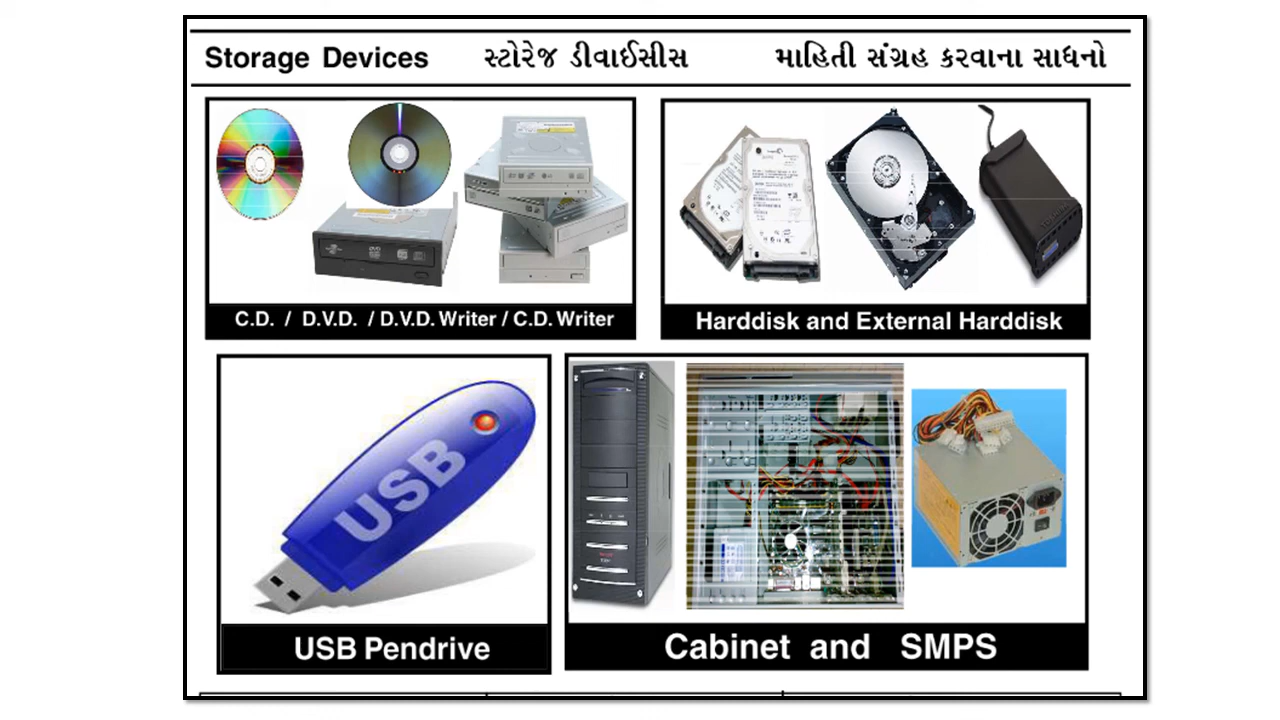 Storage Devices સ્ટોરેજ ડીવાઈસીસ માહિતી સંગ્રહ કરવાના સાધનો
C.D. / D.V.D. / D.V.D. Writer / C.D. Writer
Harddisk and External Harddisk
USB
USB Pendrive
Cabinet and SMPS